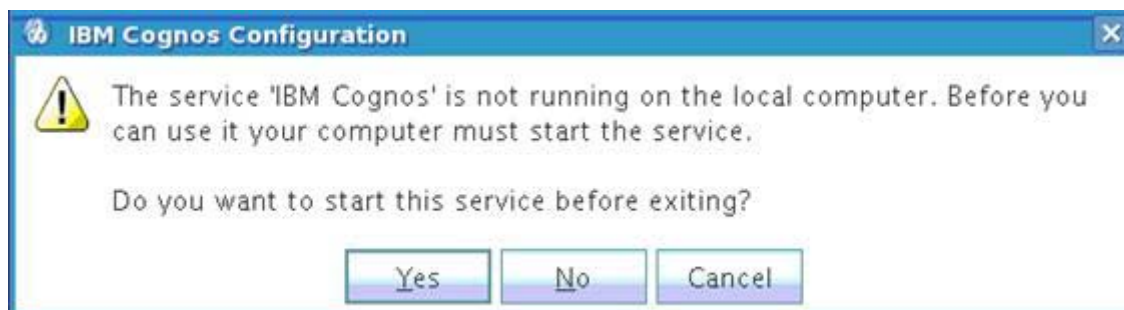 IBM Cognos Configuration
The service 'IBM Cognos' is not running on the local computer. Before you
can use it your computer must start the service.
Do you want to start this service before exiting?
Yes No Cancel